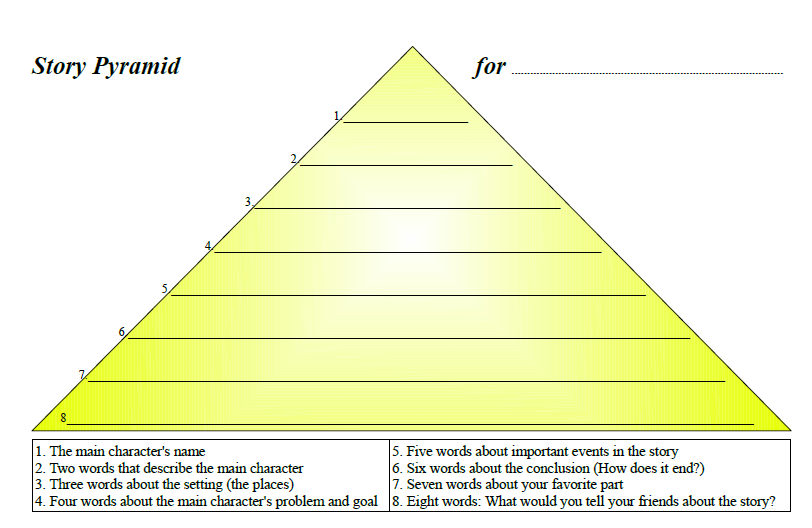 Story Pyramid for
1.
2.
3.
4.
5.
6.
7.
8
1. The main character's name
2. Two words that describe the main character
3. Three words about the setting (the places)
4. Four words about the main character's problem and goal
5. Five words about important events in the story
6. Six words about the conclusion (How does it end?)
7. Seven words about your favorite part
8. Eight words: What would you tell your friends about the story?